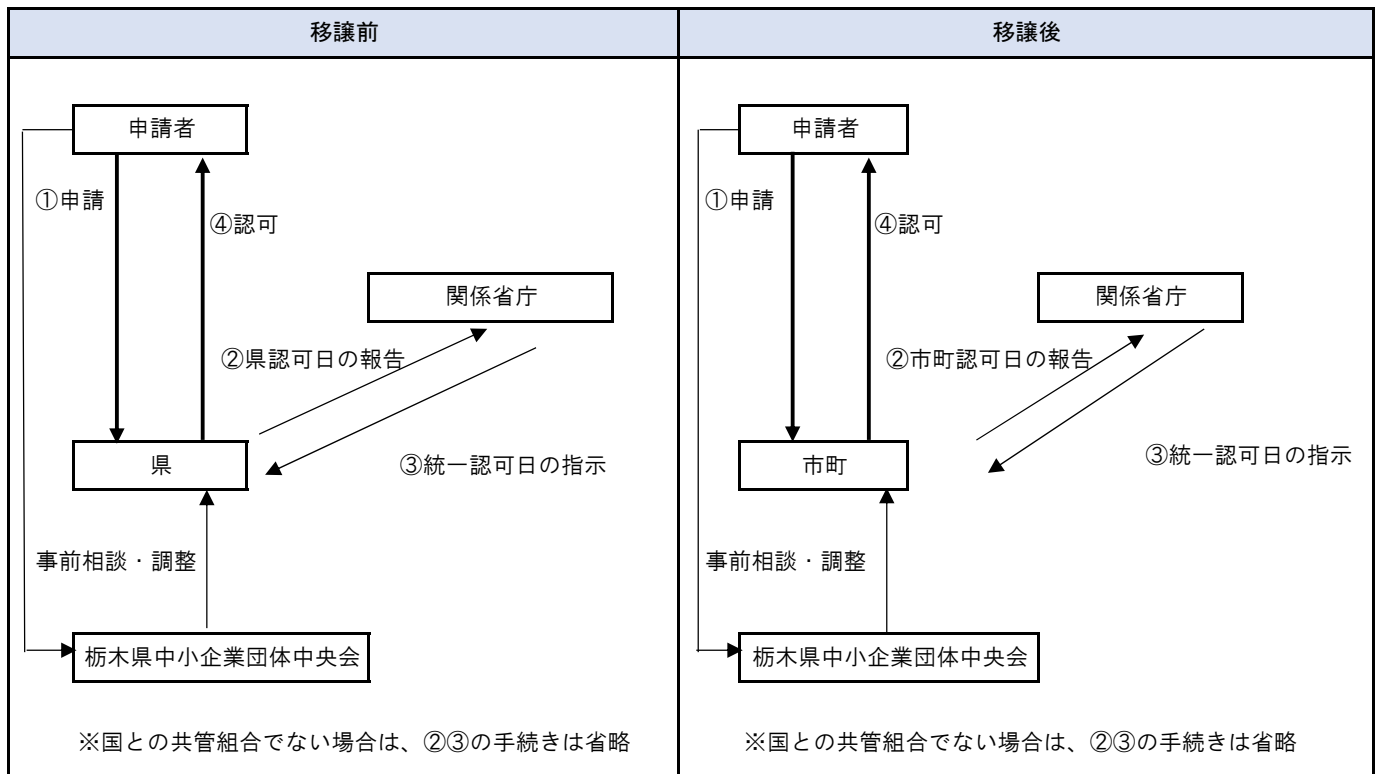 移譲前
申請者
①申請
④認可
関係省庁
②県認可日の報告
県
③統一認可日の指示
事前相談・調整
栃木県中小企業団体中央会
※国との共管組合でない場合は、②③の手続きは省略
移譲後
申請者
①申請
④認可
関係省庁
②市町認可日の報告
③統一認可日の指示
市町
事前相談・調整
栃木県中小企業団体中央会
※国との共管組合でない場合は、②③の手続きは省略